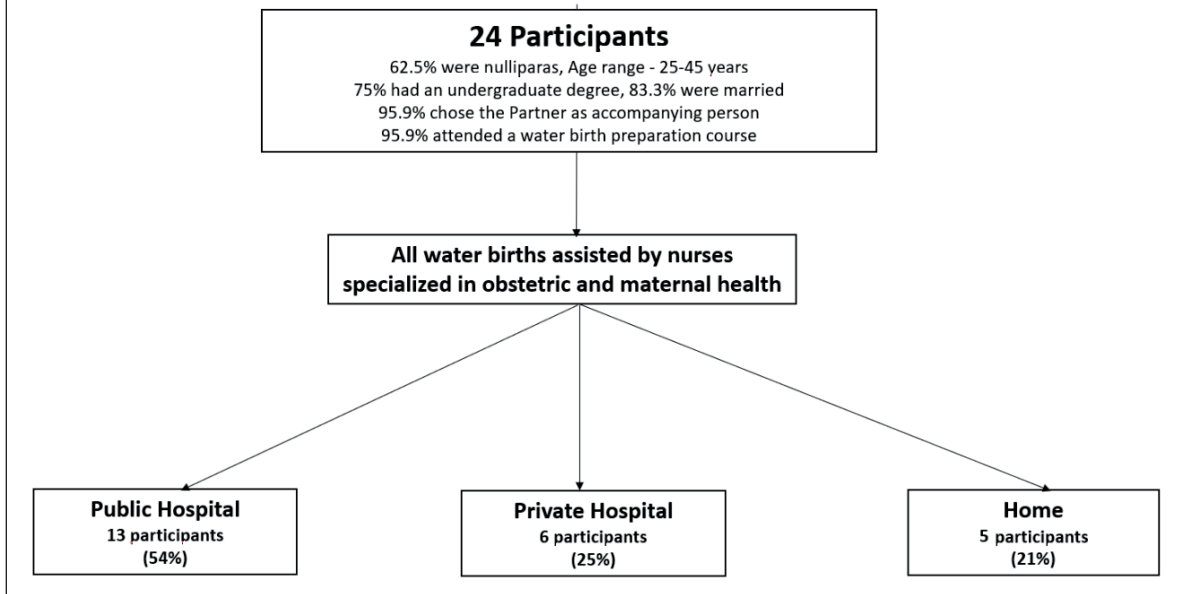 24 Participants
62.5% were nulliparas, Age range - 25-45 years
75% had an undergraduate degree, 83.3% were married
95.9% chose the Partner as accompanying person
95.9% attended a water birth preparation course
All water births assisted by nurses
specialized in obstetric and maternal health
Public Hospital
13 participants
(54%)
Private Hospital
6 participants
(25%)
Home
5 participants
(21%)